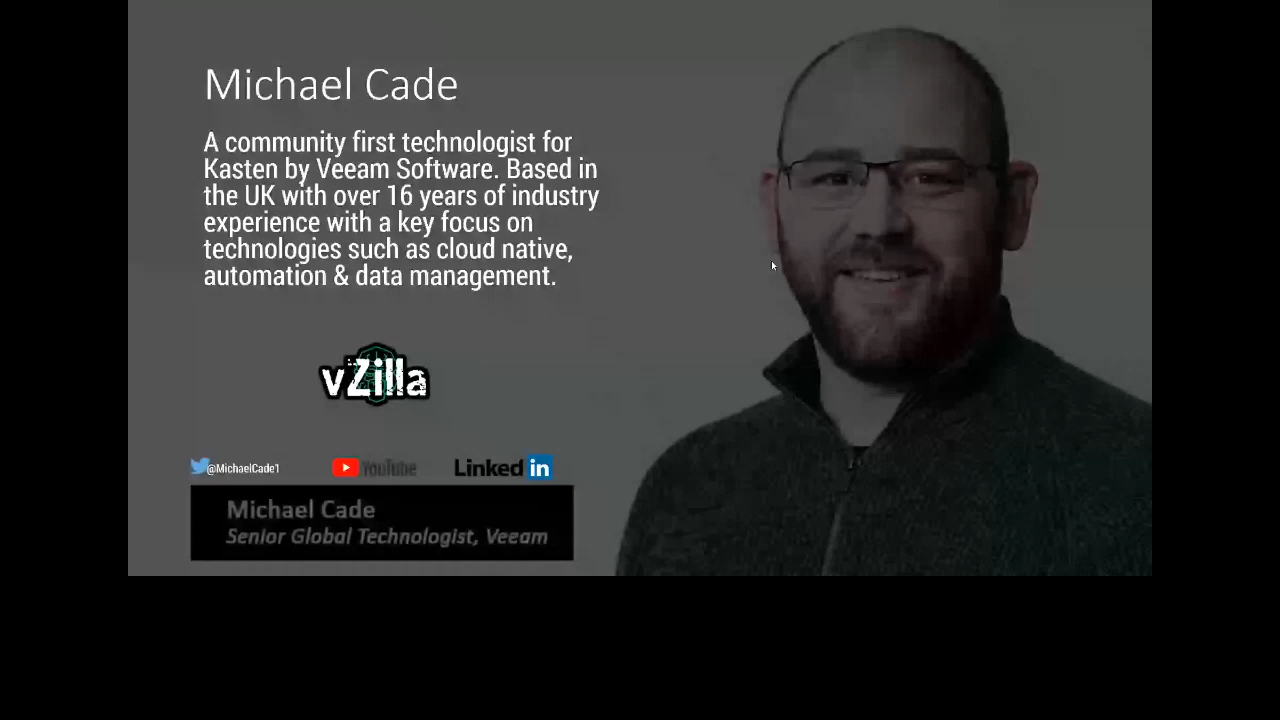 Michael Cade
A community first technologist for
Kasten by Veeam Software. Based in
the UK with over 16 years of industry
experience with a key focus on
technologies such as cloud native,
automation & data management.
vZilla
@MichaelCade1
YouTube
Linked in
Michael Cade
Senior Global Technologist, Veeam